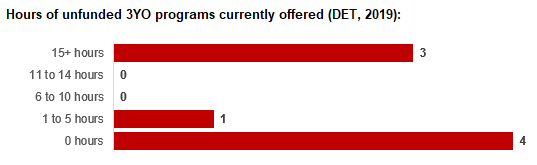 Hours of unfunded 3YO programs currently offered (DET, 2019):
15+ hours 3
11 to 14 hours 0
6 to 10 hours 0
1 to 5 hours 1
0 hours 4